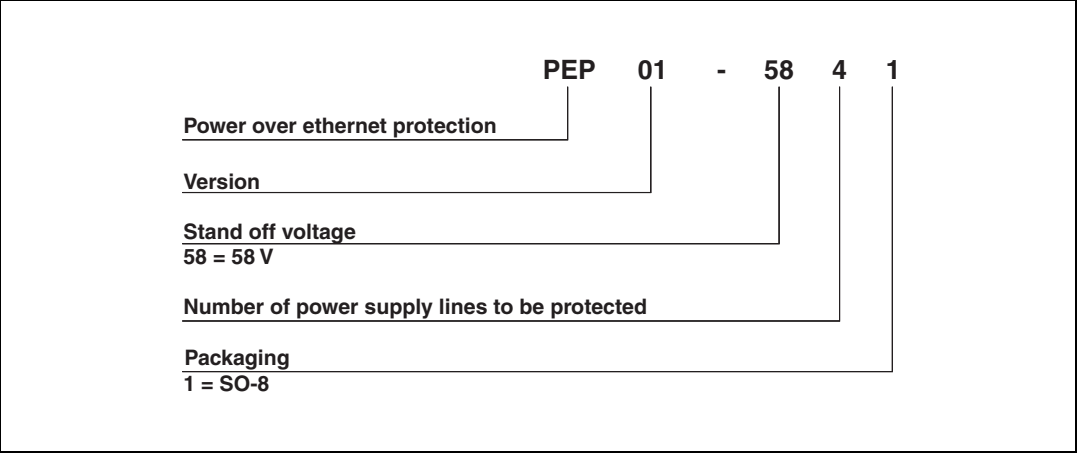 PEP 01 - 58 4 1
Power over ethernet protection
Version
Stand off voltage
58 = 58 V
Number of power supply lines to be protected
Packaging
1 = SO-8